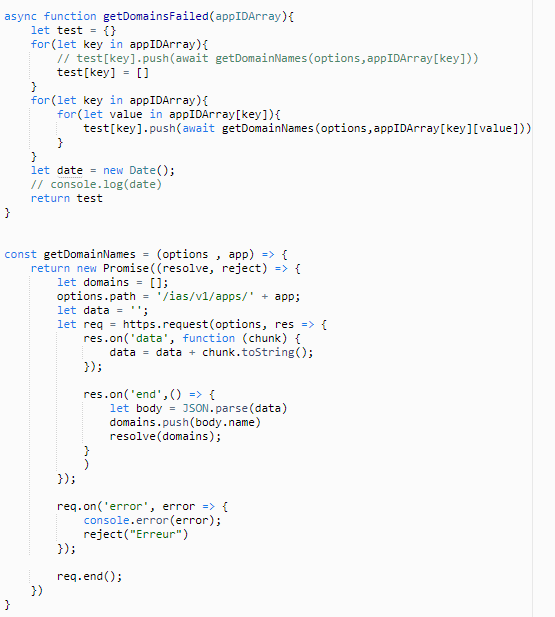 async function getDomainsFailed(appIDArray){
    let test = {}
    for(let key in appIDArray){
        // test[key].push(await getDomainNames(options,appIDArray[key]))
        test[key] = []
    }
    for(let key in appIDArray){
        for(let value in appIDArray[key]){
            test[key].push(await getDomainNames(options,appIDArray[key][value]))
        }
    }
    let date = new Date();
    // console.log(date)
    return test
}
const getDomainNames = (options , app) => {
    return new Promise((resolve, reject) => {
        let domains = [];
        options.path = '/ias/v1/apps/' + app;
        let data = '';
        let req = https.request(options, res => {
            res.on('data', function (chunk) {
                data = data + chunk.toString();
            });
            res.on('end',() => {
                let body = JSON.parse(data)
                domains.push(body.name)
                resolve(domains);
            }
            )
        });
        req.on('error', error => {
            console.error(error);
            reject("Erreur")
        });
        req.end();
    })
}